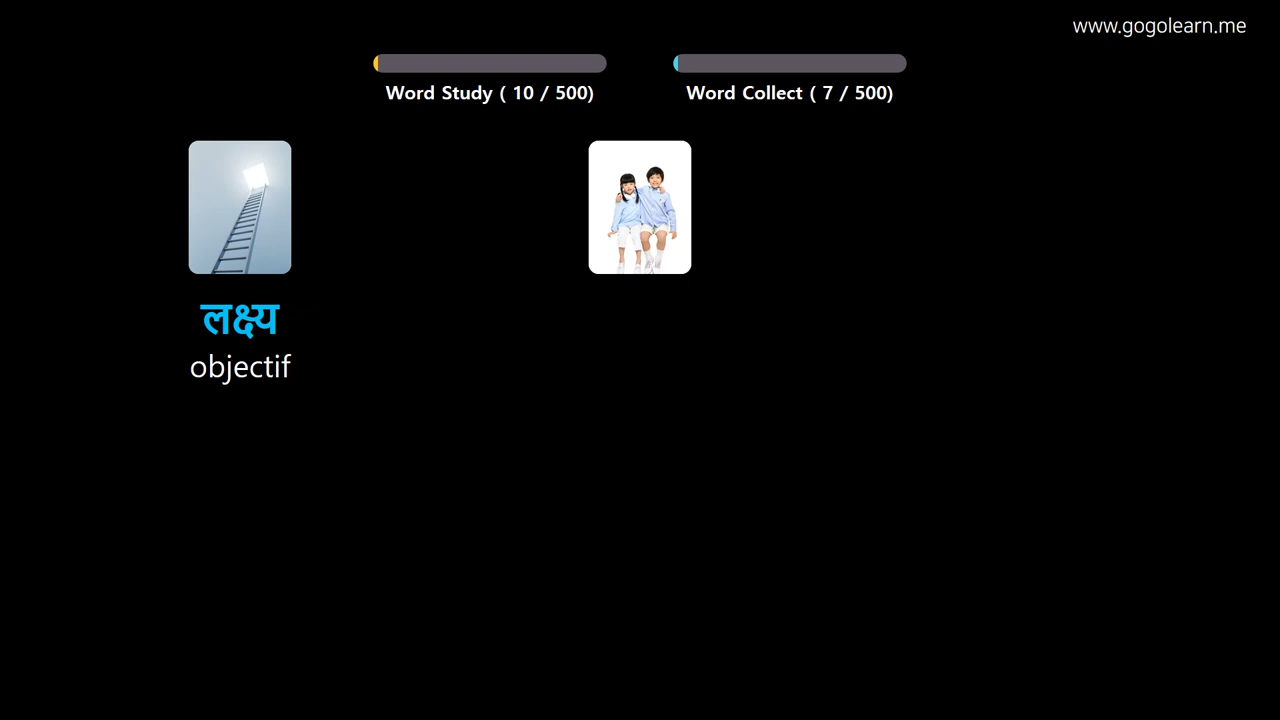 www.gogolearn.me
Word Study ( 10 / 500)
Word Collect ( 7 / 500)
लक्ष्य
objectif